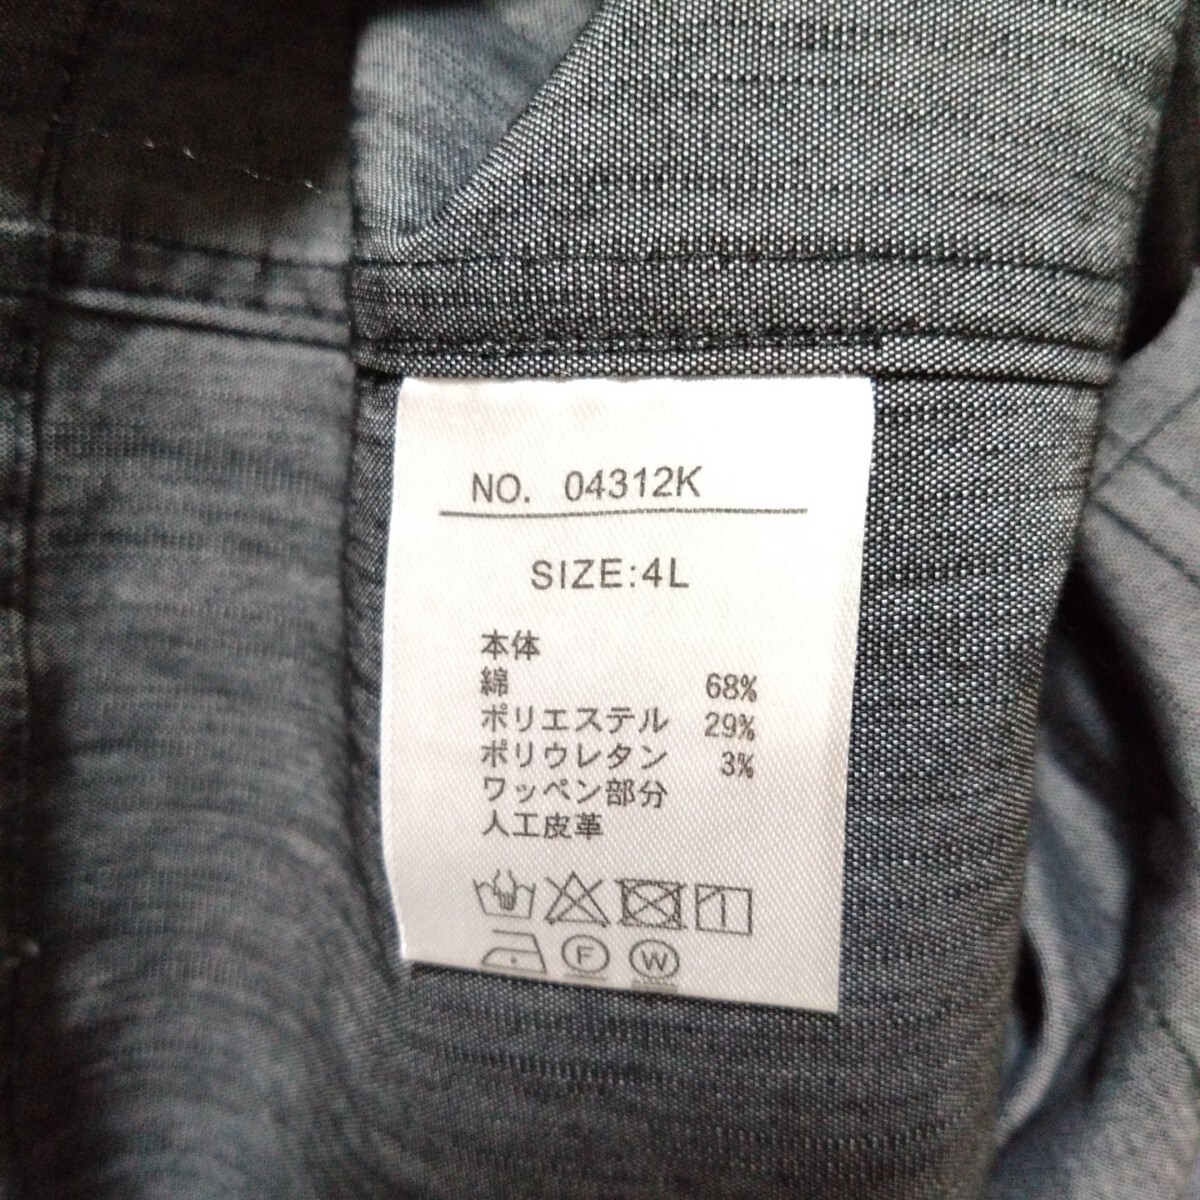 NO. 04312K
SIZE:4L
本体
綿 68%
ポリエステル 29%
ポリウレタン 3%
ワッペン部分
人工皮革
F W